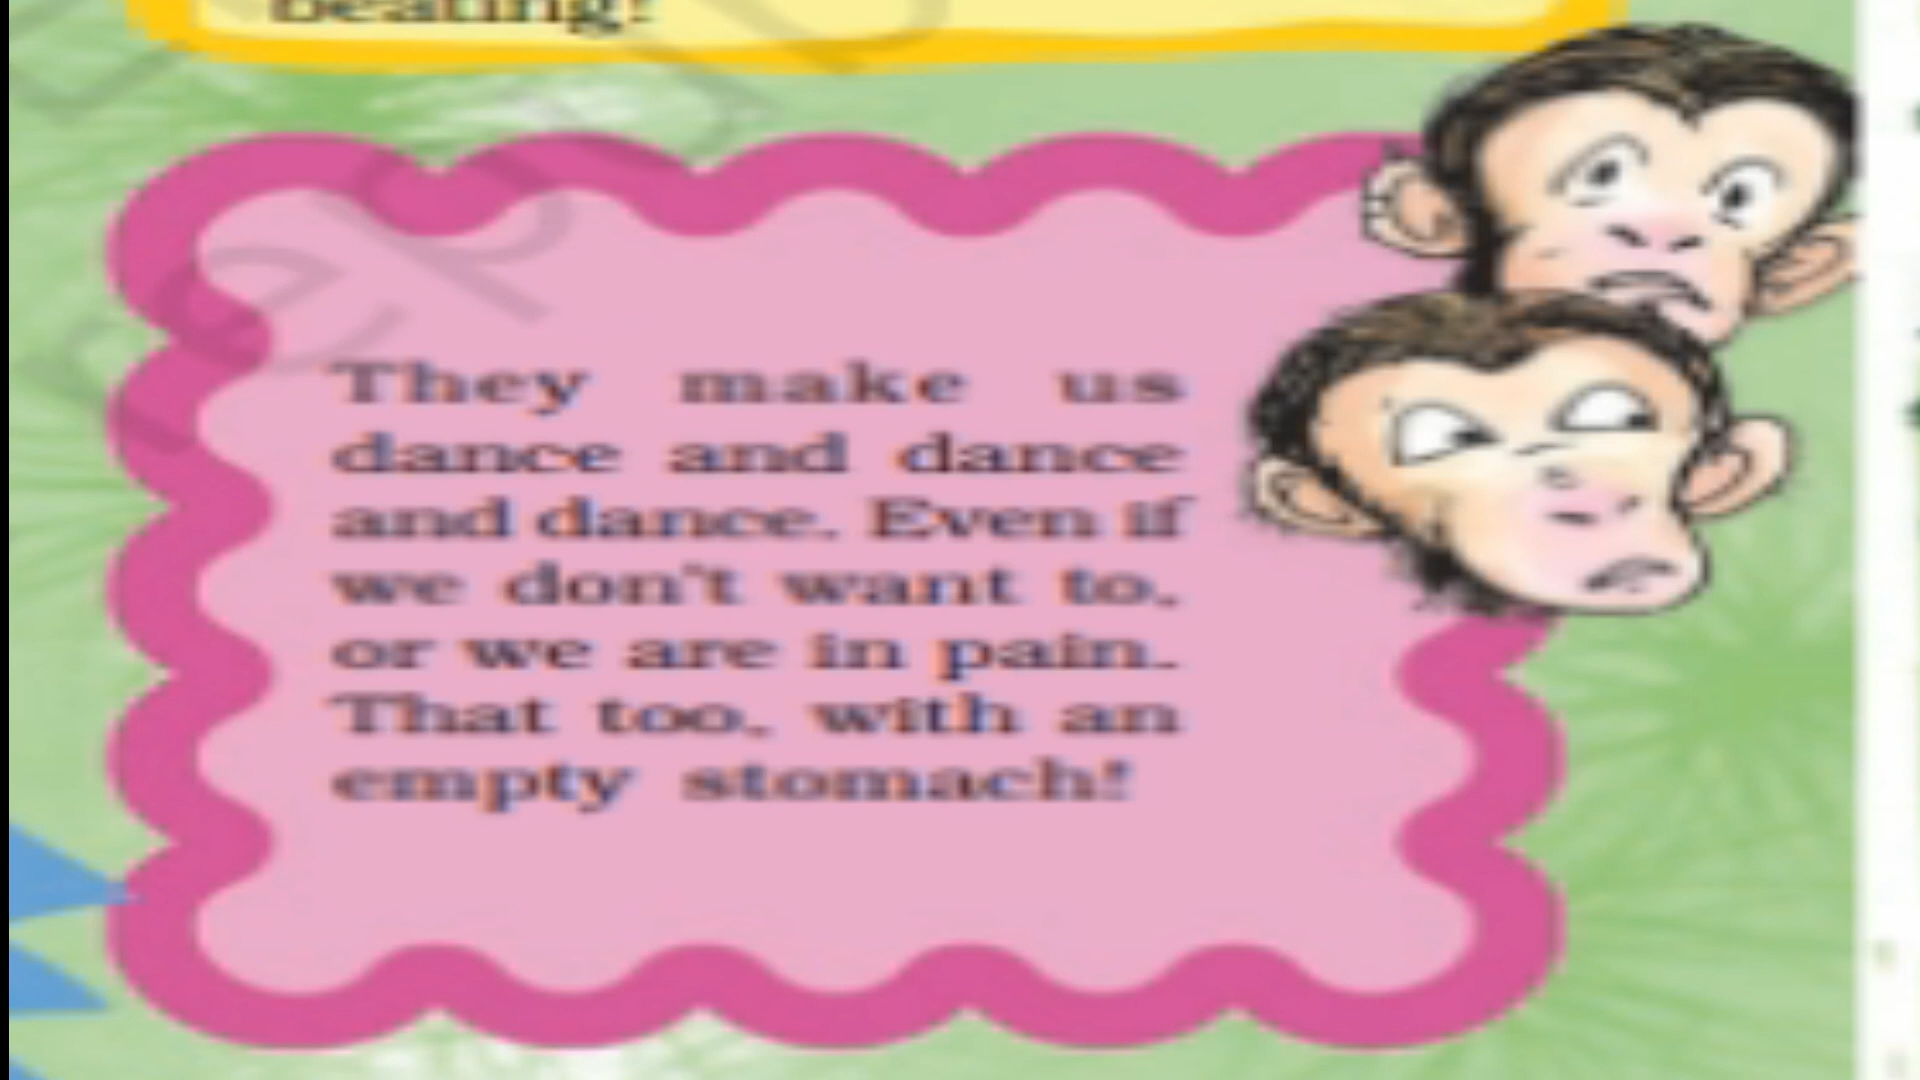 beating!
They make us
dance and dance
and dance. Even if
we don't want to,
or we are in pain.
That too, with an
empty stomach!